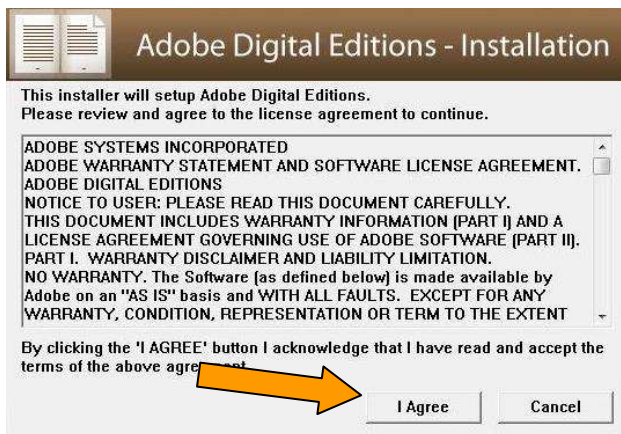 Adobe Digital Editions - Installation
This installer will setup Adobe Digital Editions.
Please review and agree to the license agreement to continue.
ADOBE SYSTEMS INCORPORATED
ADOBE WARRANTY STATEMENT AND SOFTWARE LICENSE AGREEMENT.
ADOBE DIGITAL EDITIONS
NOTICE TO USER: PLEASE READ THIS DOCUMENT CAREFULLY.
THIS DOCUMENT INCLUDES WARRANTY INFORMATION (PART I) AND A
LICENSE AGREEMENT GOVERNING USE OF ADOBE SOFTWARE (PART II).
PART I. WARRANTY DISCLAIMER AND LIABILITY LIMITATION.
NO WARRANTY. The Software (as defined below) is made available by
Adobe on an "AS IS" basis and WITH ALL FAULTS. EXCEPT FOR ANY
WARRANTY, CONDITION, REPRESENTATION OR TERM TO THE EXTENT
By clicking the 'I AGREE' button I acknowledge that I have read and accept the
terms of the above
I Agree
Cancel